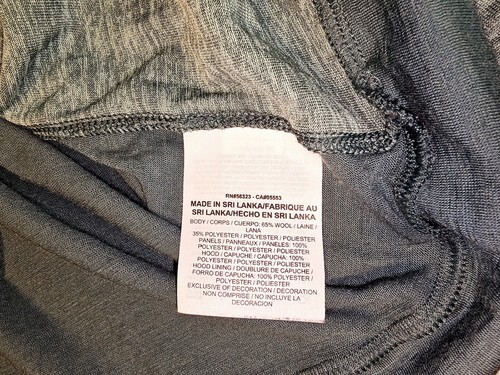 RN#56323 - CA#05553
MADE IN SRI LANKA/FABRIQUE AU
SRI LANKA/HECHO EN SRI LANKA
BODY / CORPS / CUERPO: 65% WOOL / LAINE /
LANA
35% POLYESTER / POLYESTER / POLIESTER
PANELS / PANNEAUX / PANELES: 100%
POLYESTER / POLYESTER / POLIESTER
HOOD / CAPUCHE / CAPUCHA: 100%
POLYESTER / POLYESTER / POLIESTER
HOOD LINING / DOUBLURE DE CAPUCHE /
FORRO DE CAPUCHA: 100% POLYESTER /
POLYESTER / POLIESTER
EXCLUSIVE OF DECORATION / DECORATION
NON COMPRISE / NO INCLUYE LA
DECORACION